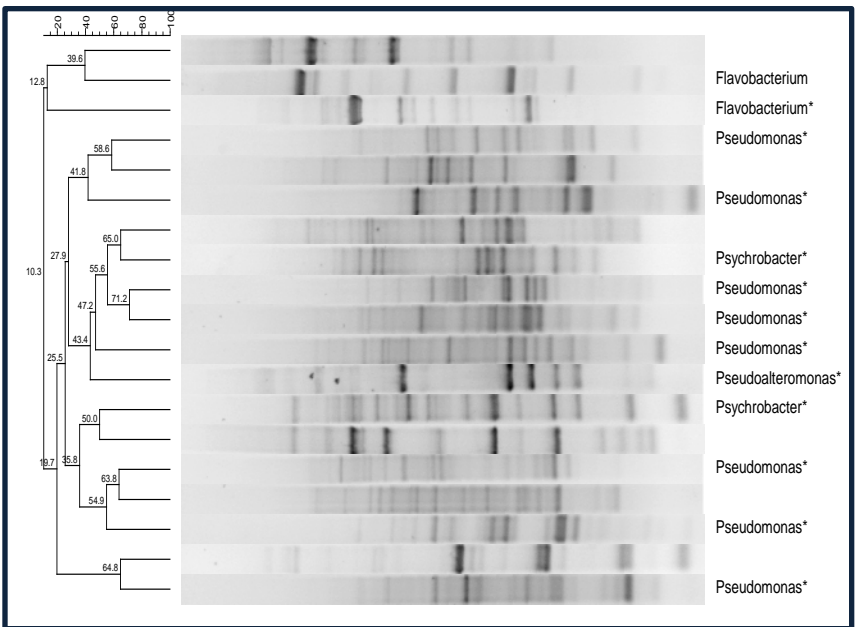 20 40 60 80 100
39.6
12.8 Flavobacterium
Flavobacterium*
58.6 Pseudomonas*
41.8
Pseudomonas*
65.0
27.9 Psychrobacter*
10.3 55.6
71.2 Pseudomonas*
47.2 Pseudomonas*
43.4 Pseudomonas*
25.5
Pseudoalteromonas*
50.0 Psychrobacter*
19.7 35.8
63.8 Pseudomonas*
54.9
Pseudomonas*
64.8
Pseudomonas*